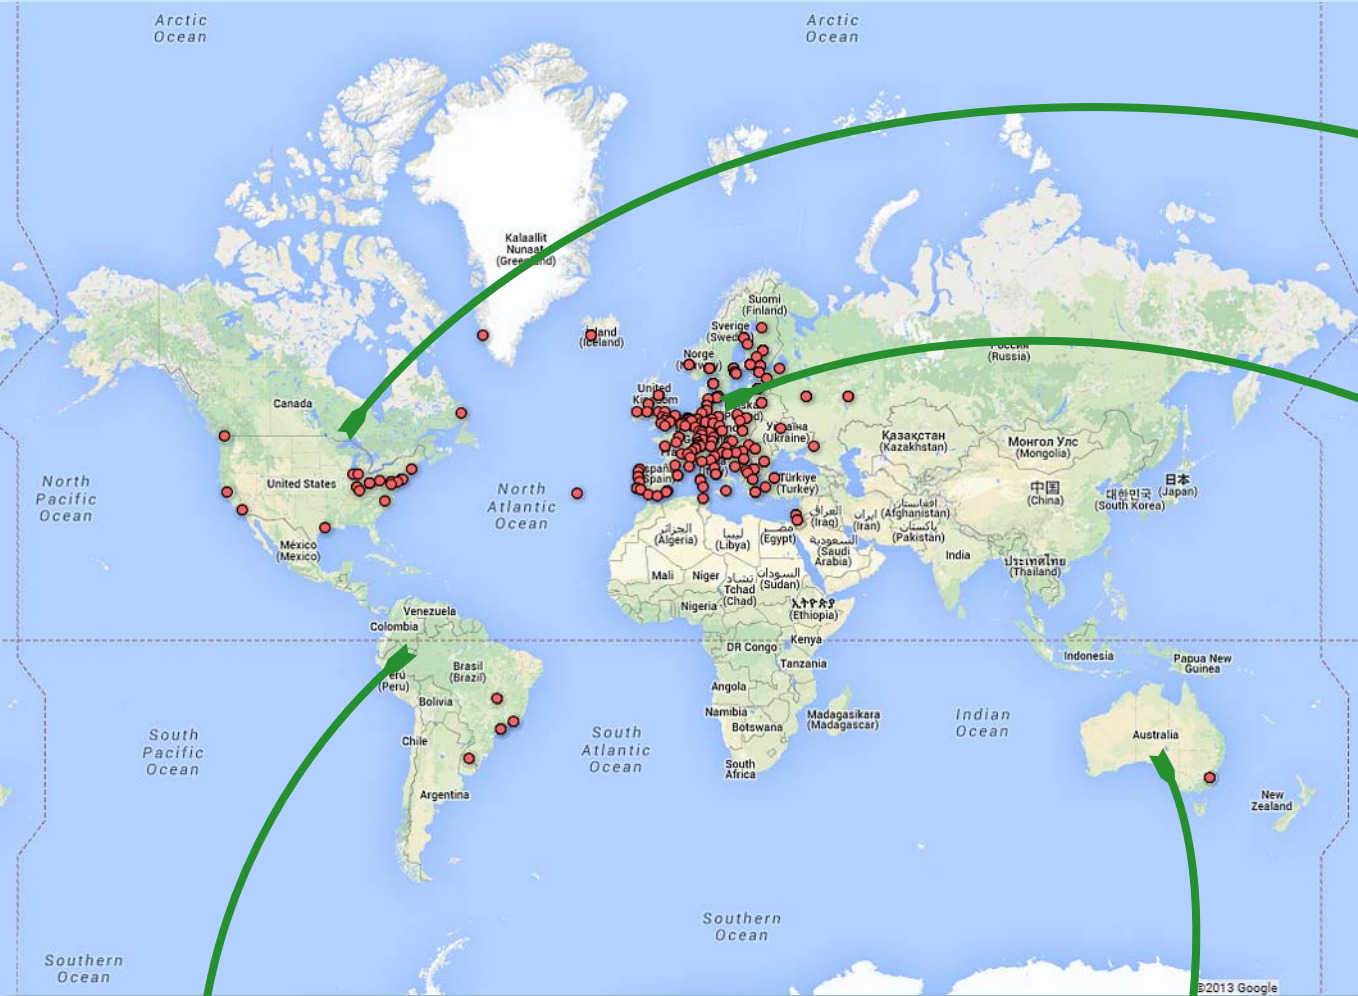 Arctic
Ocean
Arctic
Ocean
Kalaallit
Nunaat
(Greenland)
Suomi
(Finland)
Sverige
(Iceland)
Norge
Россия
(Russia)
United
Canada
Україна
(Ukraine)
Қазақстан
(Kazakhstan)
Монгол Улс
(Mongolia)
United States
North
Pacific
Ocean
North
Atlantic
Ocean
Türkiye
(Turkey)
中国
(China)
日本
(Japan)
대한민국
(South Korea)
México
(Mexico)
الجزائر
(Algeria)
ليبيا
(Libya)
مصر
(Egypt)
العراق
(Iraq)
ایران
(Iran)
افغانستان
(Afghanistan)
پاکستان
(Pakistan)
السعودية
(Saudi
Arabia)
India
ประเทศไทย
(Thailand)
Mali
Niger
تشاد
Tchad
(Chad)
السودان
(Sudan)
Nigeria
ኢትዮጵያ
(Ethiopia)
Venezuela
Colombia
DR Congo
Kenya
Tanzania
Indonesia
Papua New
Guinea
Brasil
(Brazil)
(Peru)
Bolivia
Angola
Namibia
Botswana
Madagasikara
(Madagascar)
Indian
Ocean
Australia
South
Pacific
Ocean
Chile
South
Atlantic
Ocean
South
Africa
Argentina
New
Zealand
Southern
Ocean
Southern
Ocean
©2013 Google